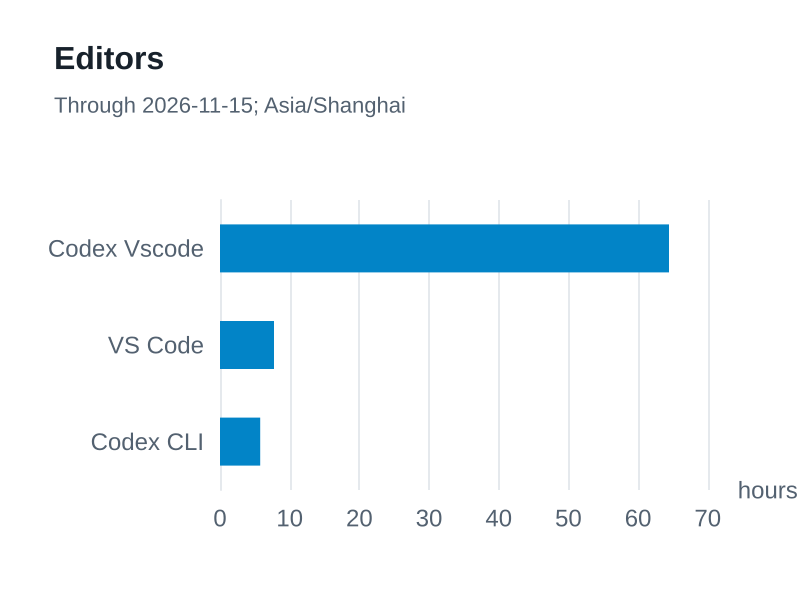 Editors
Through 2026-11-15; Asia/Shanghai
Codex Vscode
VS Code
Codex CLI
hours
0 10 20 30 40 50 60 70